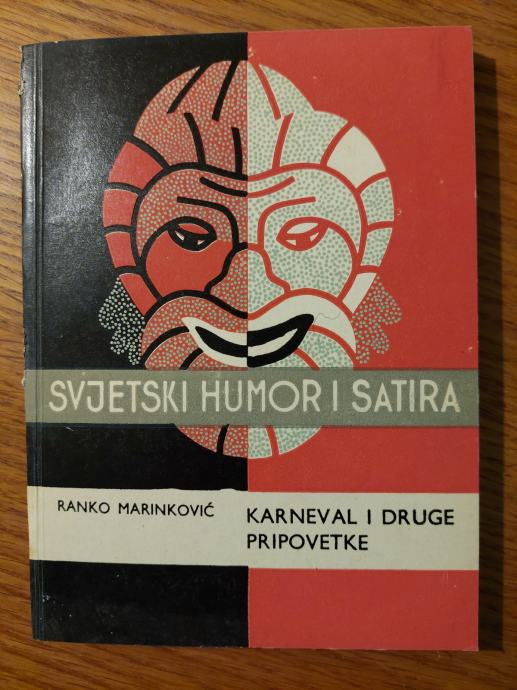 SVJETSKI HUMOR I SATIRA
RANKO MARINKOVIĆ
KARNEVAL I DRUGE
PRIPOVETKE